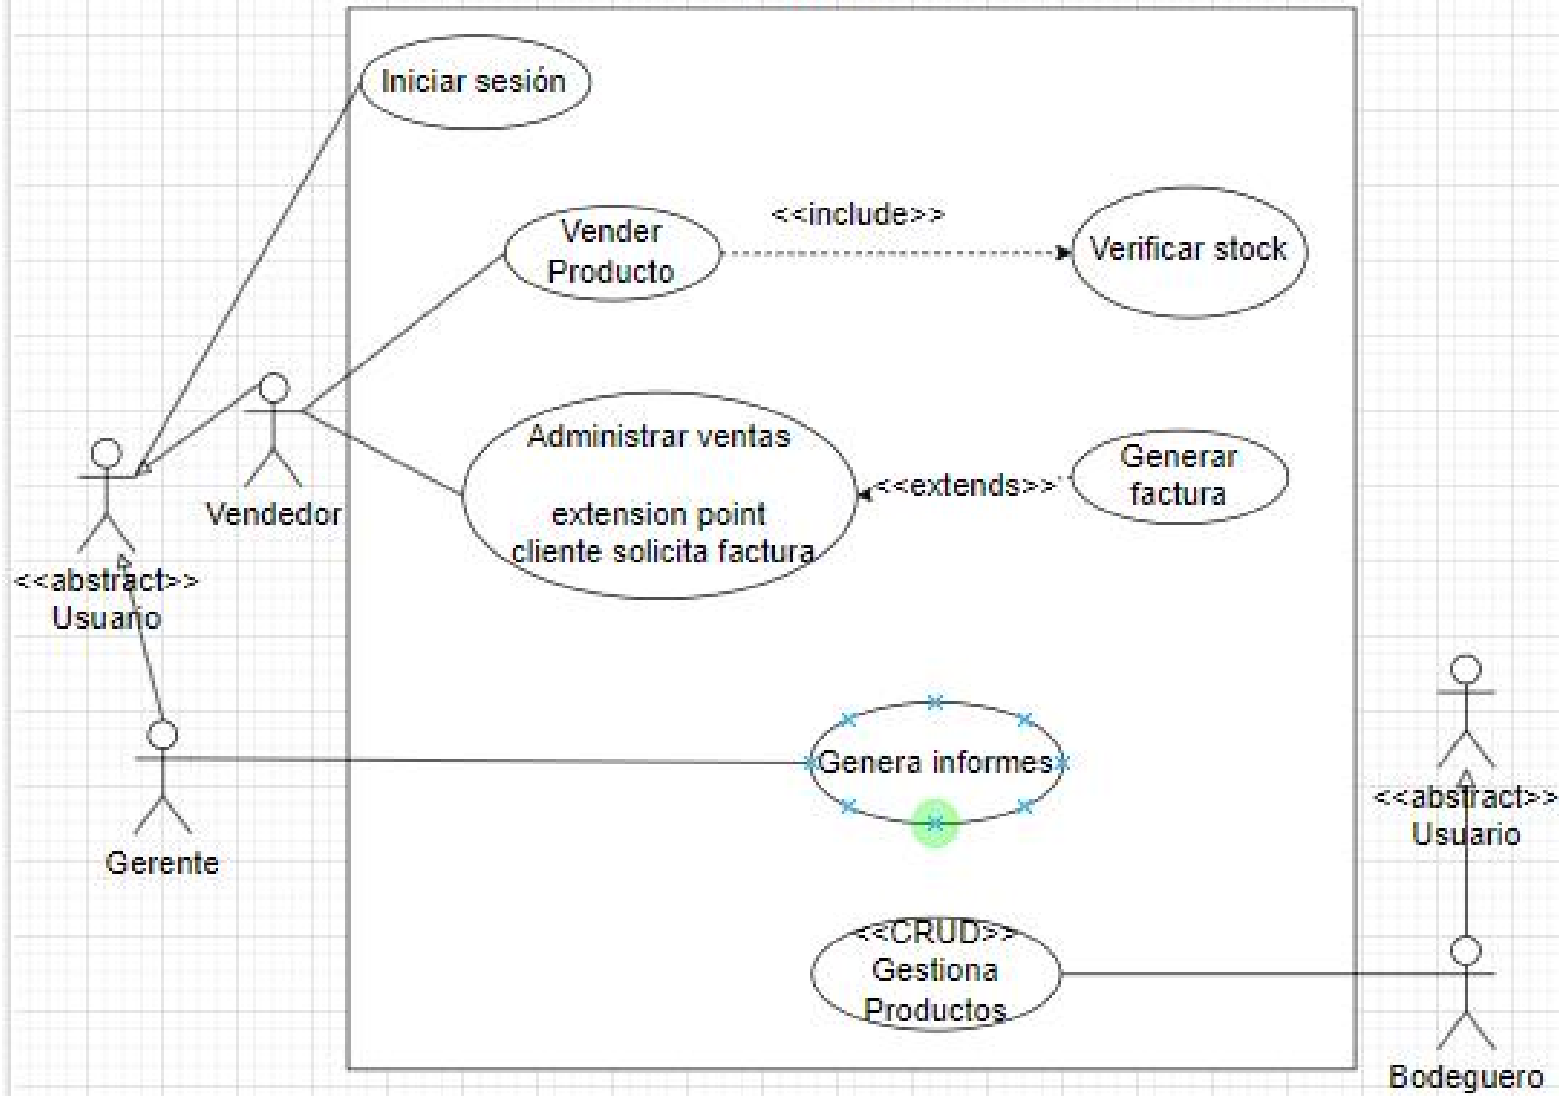 Iniciar sesión
Vender
Producto
<<include>>
Verificar stock
Administrar ventas
extension point
cliente solicita factura
<<extends>>
Generar
factura
Vendedor
<<abstract>>
Usuario
Genera informes
Gerente
<<abstract>>
Usuario
<<CRUD>>
Gestiona
Productos
Bodeguero